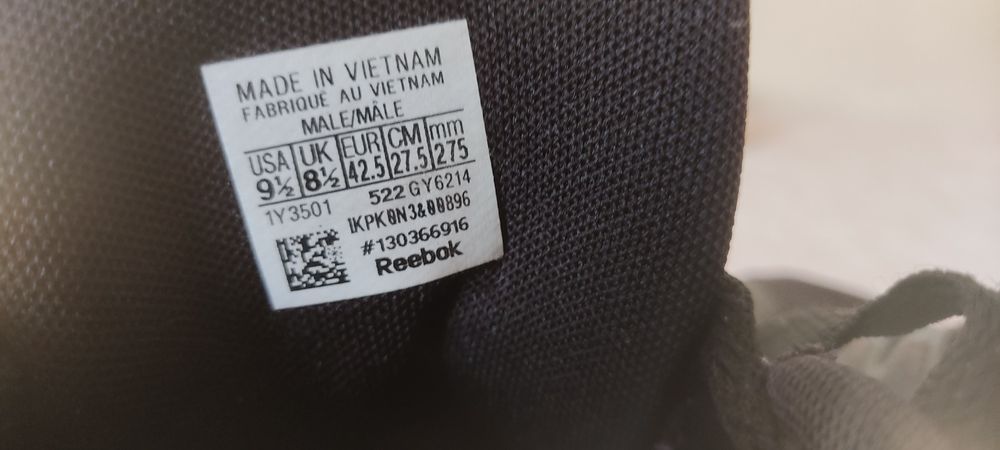 MADE IN VIETNAM
FABRIQUÉ AU VIETNAM
MALE/MÂLE
USA UK EUR CM mm
9½ 8½ 42.5 27.5 275
1Y3501 522 GY6214
IKPK0N3&00896
#130366916
Reebok